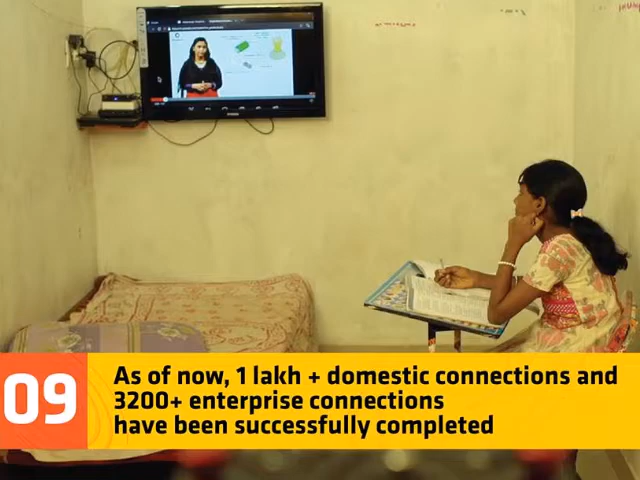 09
As of now, 1 lakh + domestic connections and
3200+ enterprise connections
have been successfully completed